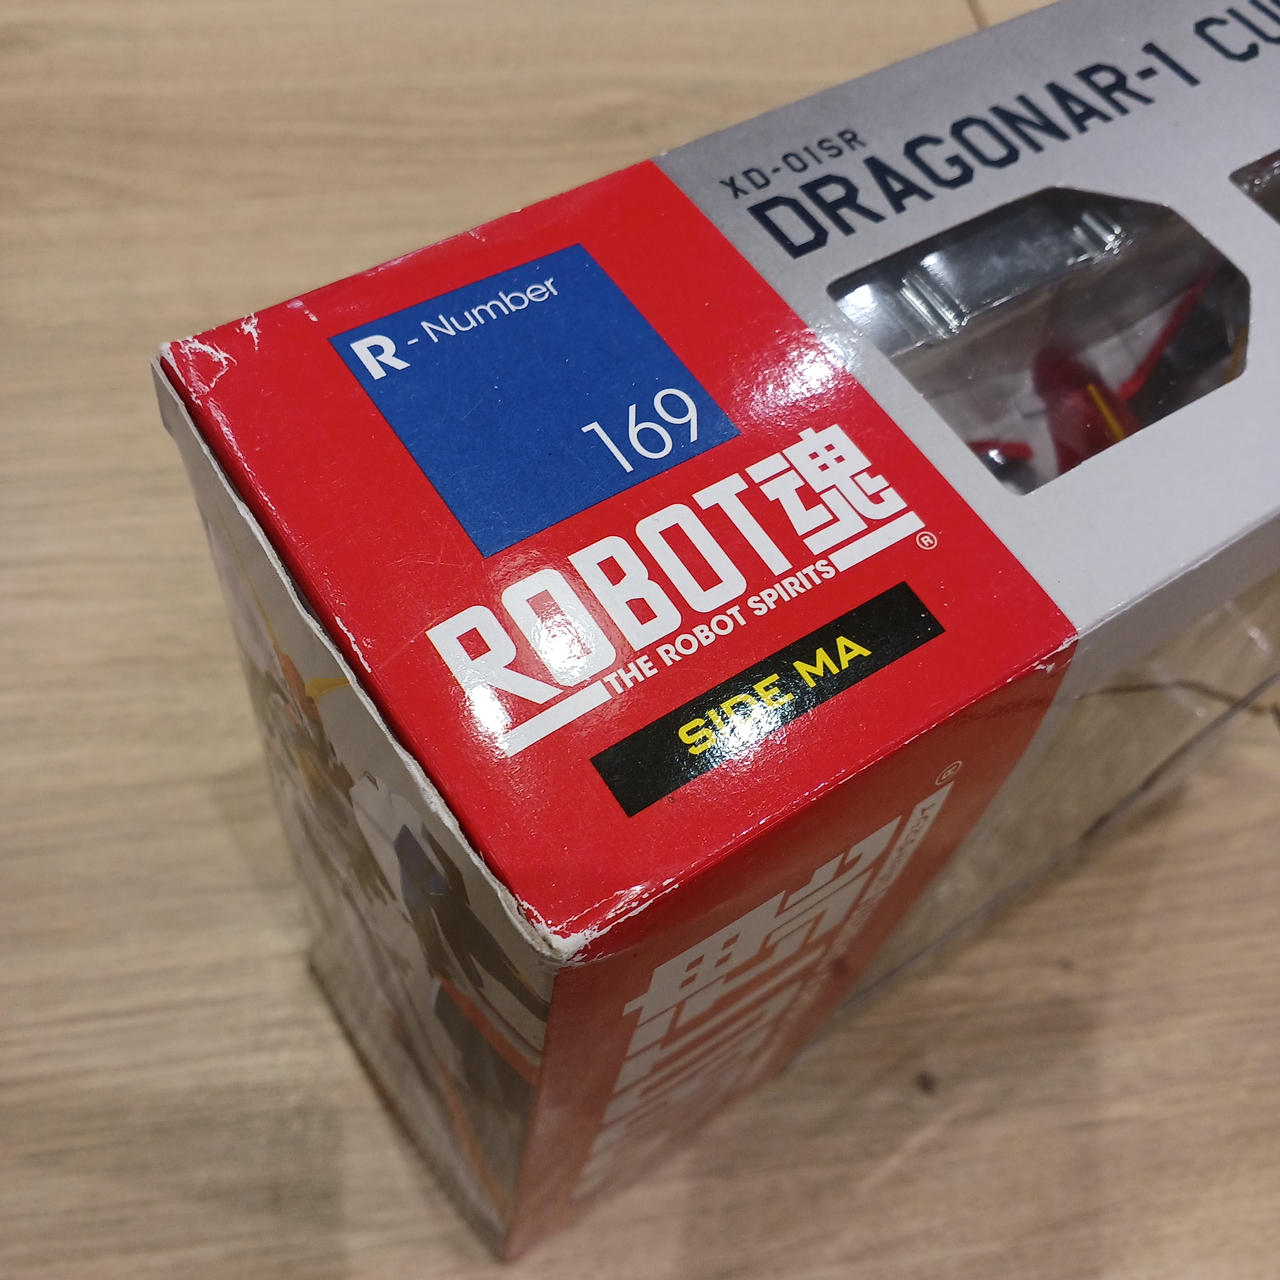 XD-01SR
DRAGONAR-1 CU
R - Number
169
ROBOT魂
®
THE ROBOT SPIRITS
SIDE MA
®